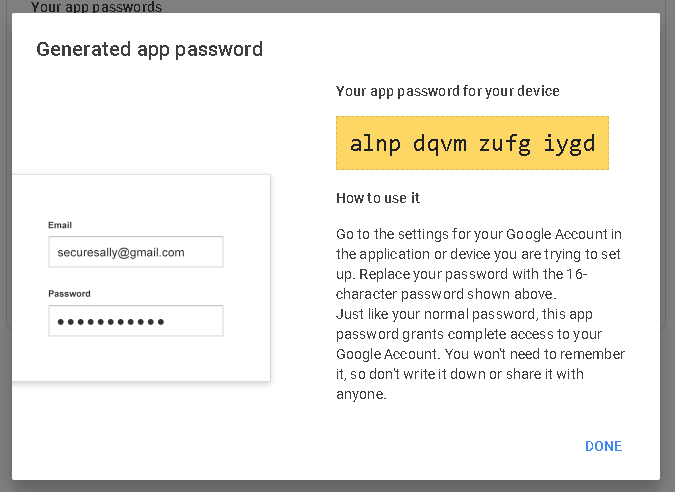 Your app passwords
Generated app password
Your app password for your device
alnp dqvm zufg iygd
How to use it
Go to the settings for your Google Account in
the application or device you are trying to set
up. Replace your password with the 16-
character password shown above.
Just like your normal password, this app
password grants complete access to your
Google Account. You won't need to remember
it, so don't write it down or share it with
anyone.
Email
securesally@gmail.com
Password
DONE